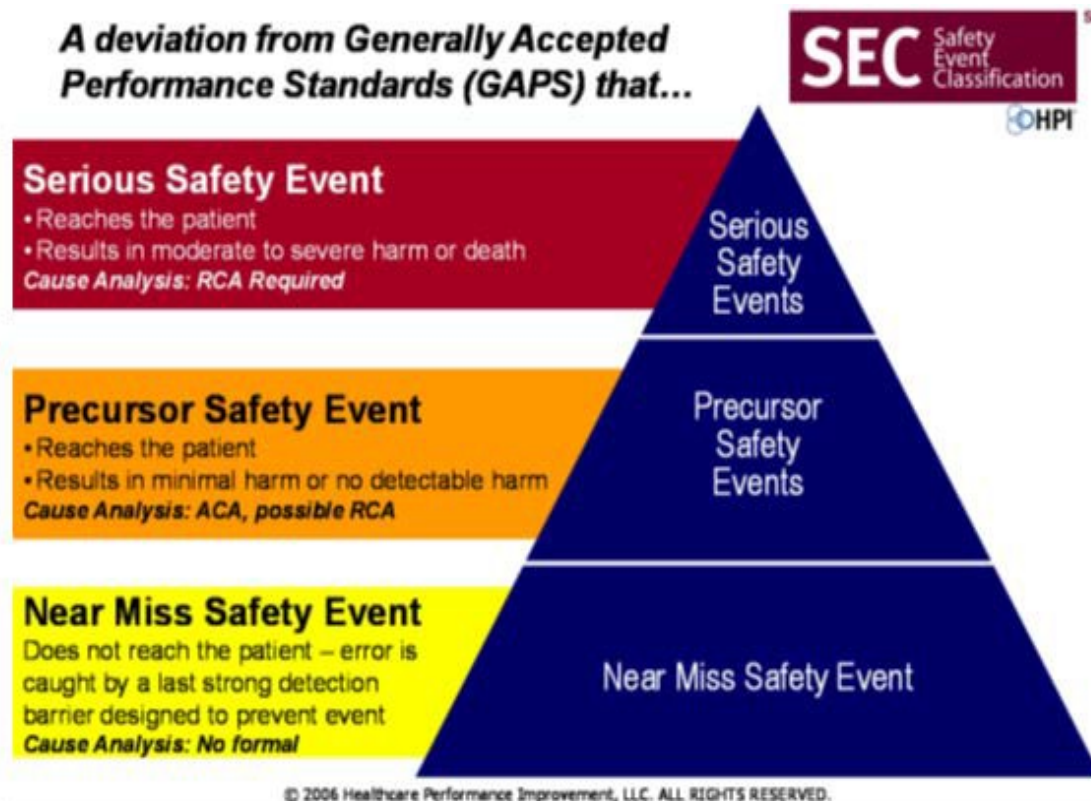 A deviation from Generally Accepted
Performance Standards (GAPS) that...
SEC
Safety
Event
Classification
HPI
Serious Safety Event
• Reaches the patient
• Results in moderate to severe harm or death
Cause Analysis: RCA Required
Serious
Safety
Events
Precursor Safety Event
• Reaches the patient
• Results in minimal harm or no detectable harm
Cause Analysis: ACA, possible RCA
Precursor
Safety
Events
Near Miss Safety Event
Does not reach the patient – error is
caught by a last strong detection
barrier designed to prevent event
Cause Analysis: No formal
Near Miss Safety Event
© 2006 Healthcare Performance Improvement, LLC. ALL RIGHTS RESERVED.